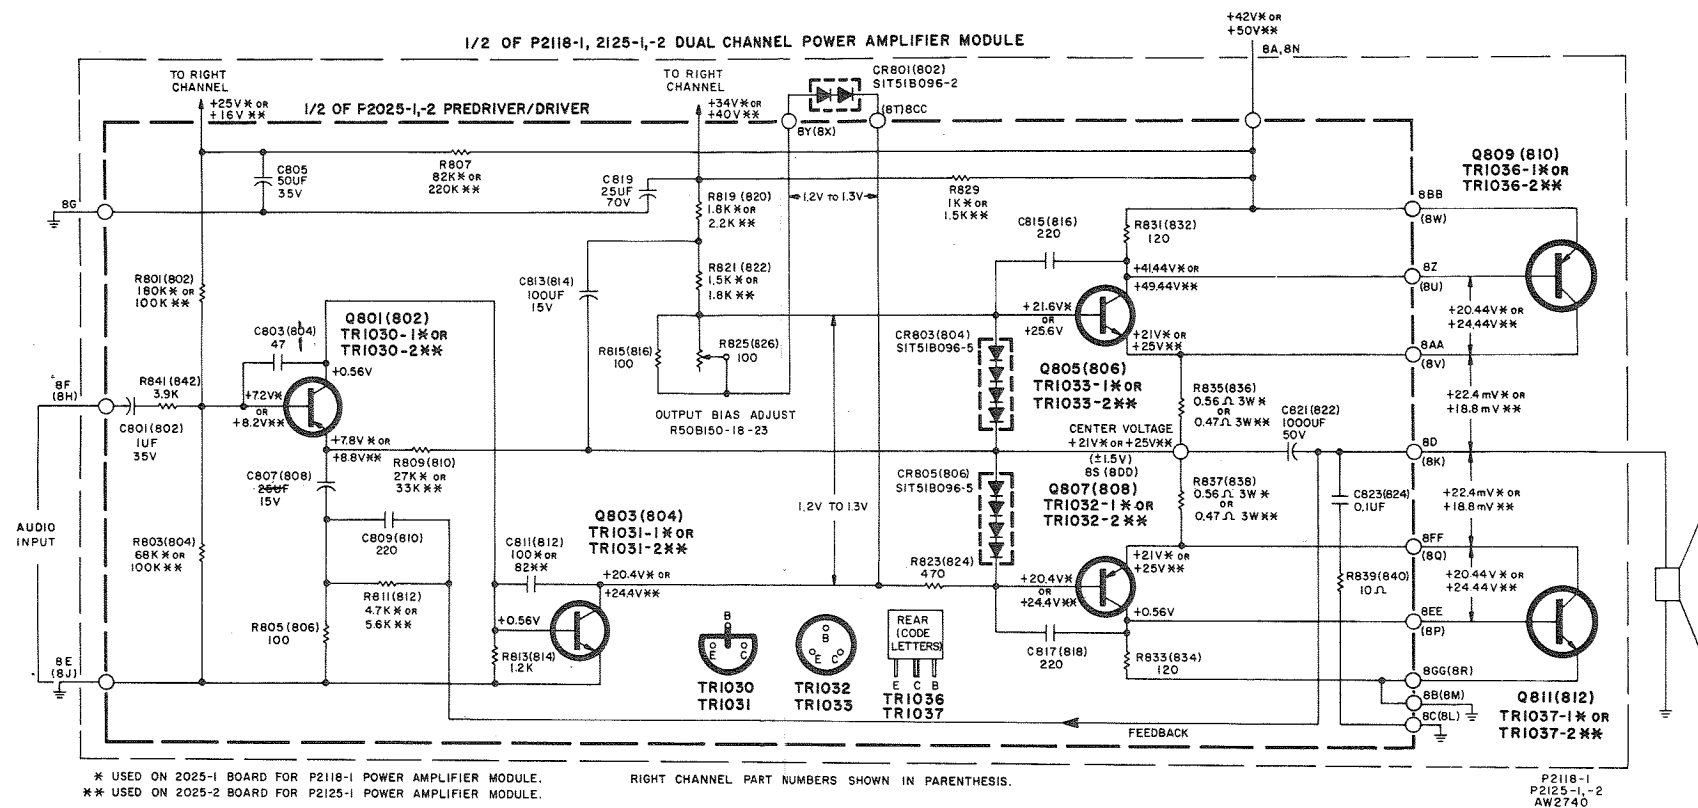 1/2 OF P2118-1, 2125-1,-2 DUAL CHANNEL POWER AMPLIFIER MODULE
+42V* OR
+50V**
8A,8N
TO RIGHT
CHANNEL
+25V* OR
+16V **
1/2 OF P2025-1,-2 PREDRIVER/DRIVER
TO RIGHT
CHANNEL
+34V* OR
+40V **
CR801(802)
SIT51B096-2
8Y(8X)
(8T)8CC
C805
50UF
35V
R807
82K* OR
220K **
C819
25UF
70V
R819 (820)
1.8K* OR
2.2K **
1.2V TO 1.3V
R829
1K* OR
1.5K**
Q809 (810)
TR1036-1* OR
TR1036-2**
8G
C815(816)
220
R831(832)
120
8BB
(8W)
R801(802)
180K* OR
100K **
C813(814)
100UF
15V
R821 (822)
1.5K* OR
1.8K **
+41.44V* OR
+49.44V**
8Z
(8U)
C803(804)
47
Q801(802)
TR1030-1* OR
TR1030-2**
+0.56V
R815(816)
100
R825(826)
100
CR803(804)
SIT51B096-5
+21.6V*
OR
+25.6V
+21V* OR
+25V**
+20.44V* OR
+24.44V**
8AA
(8V)
8F
(8H)
R841 (842)
3.9K
+7.2V*
OR
+8.2V**
C801(802)
1UF
35V
OUTPUT BIAS ADJUST
R50B150-18-23
Q805(806)
TR1033-1* OR
TR1033-2**
R835(836)
0.56 Ω 3W*
OR
0.47Ω 3W**
C821(822)
1000UF
50V
+22.4mV* OR
+18.8 mV**
CENTER VOLTAGE
+21V* OR +25V**
(±1.5V)
8S (8DD)
8D
(8K)
+7.8V * OR
+8.8V**
R809(810)
27K * OR
33K **
C807(808)
25UF
15V
1.2V TO 1.3V
CR805(806)
SIT51B096-5
Q807(808)
TR1032-1* OR
TR1032-2**
R837(838)
0.56 Ω 3W *
OR
0.47 Ω 3W**
C823(824)
0.1UF
+22.4mV* OR
+18.8mV **
AUDIO
INPUT
R803(804)
68K * OR
100K**
C809(810)
220
Q803(804)
TR1031-1* OR
TR1031-2**
C811(812)
100* OR
82**
+20.4V* OR
+24.4V**
R823(824)
470
+20.4V*
OR
+24.4V**
+21V* OR
+25V**
8FF
(8Q)
R811(812)
4.7K* OR
5.6K**
R839(840)
10Ω
+20.44V* OR
+24.44V**
R805(806)
100
+0.56V
R813(814)
1.2K
B
E C
TR1030
TR1031
B
E C
TR1032
TR1033
REAR
(CODE
LETTERS)
E C B
TR1036
TR1037
C817(818)
220
+0.56V
R833(834)
120
8EE
(8P)
8E
(8J)
8GG(8R)
8B(8M)
8C(8L)
FEEDBACK
Q811(812)
TR1037-1* OR
TR1037-2**
* USED ON 2025-1 BOARD FOR P2118-1 POWER AMPLIFIER MODULE.
** USED ON 2025-2 BOARD FOR P2125-1 POWER AMPLIFIER MODULE.
RIGHT CHANNEL PART NUMBERS SHOWN IN PARENTHESIS.
P2118-1
P2125-1,-2
AW2740